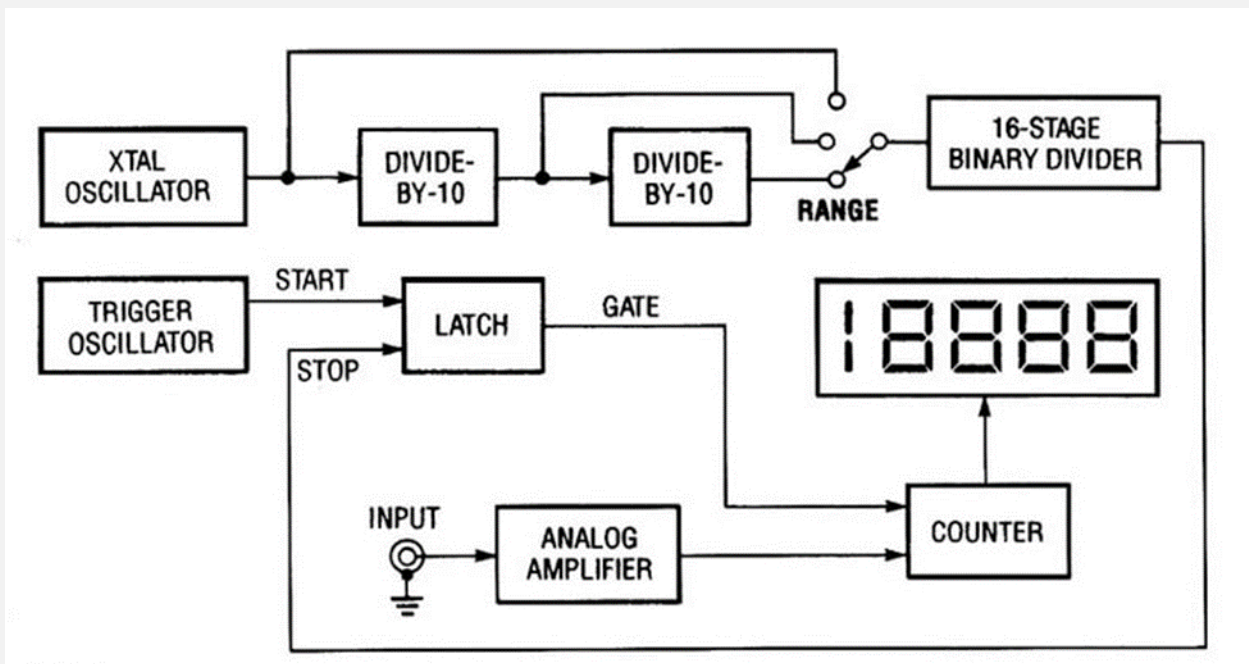 XTAL
OSCILLATOR
DIVIDE-
BY-10
DIVIDE-
BY-10
RANGE
16-STAGE
BINARY DIVIDER
TRIGGER
OSCILLATOR
START
STOP
LATCH
GATE
18888
INPUT
ANALOG
AMPLIFIER
COUNTER